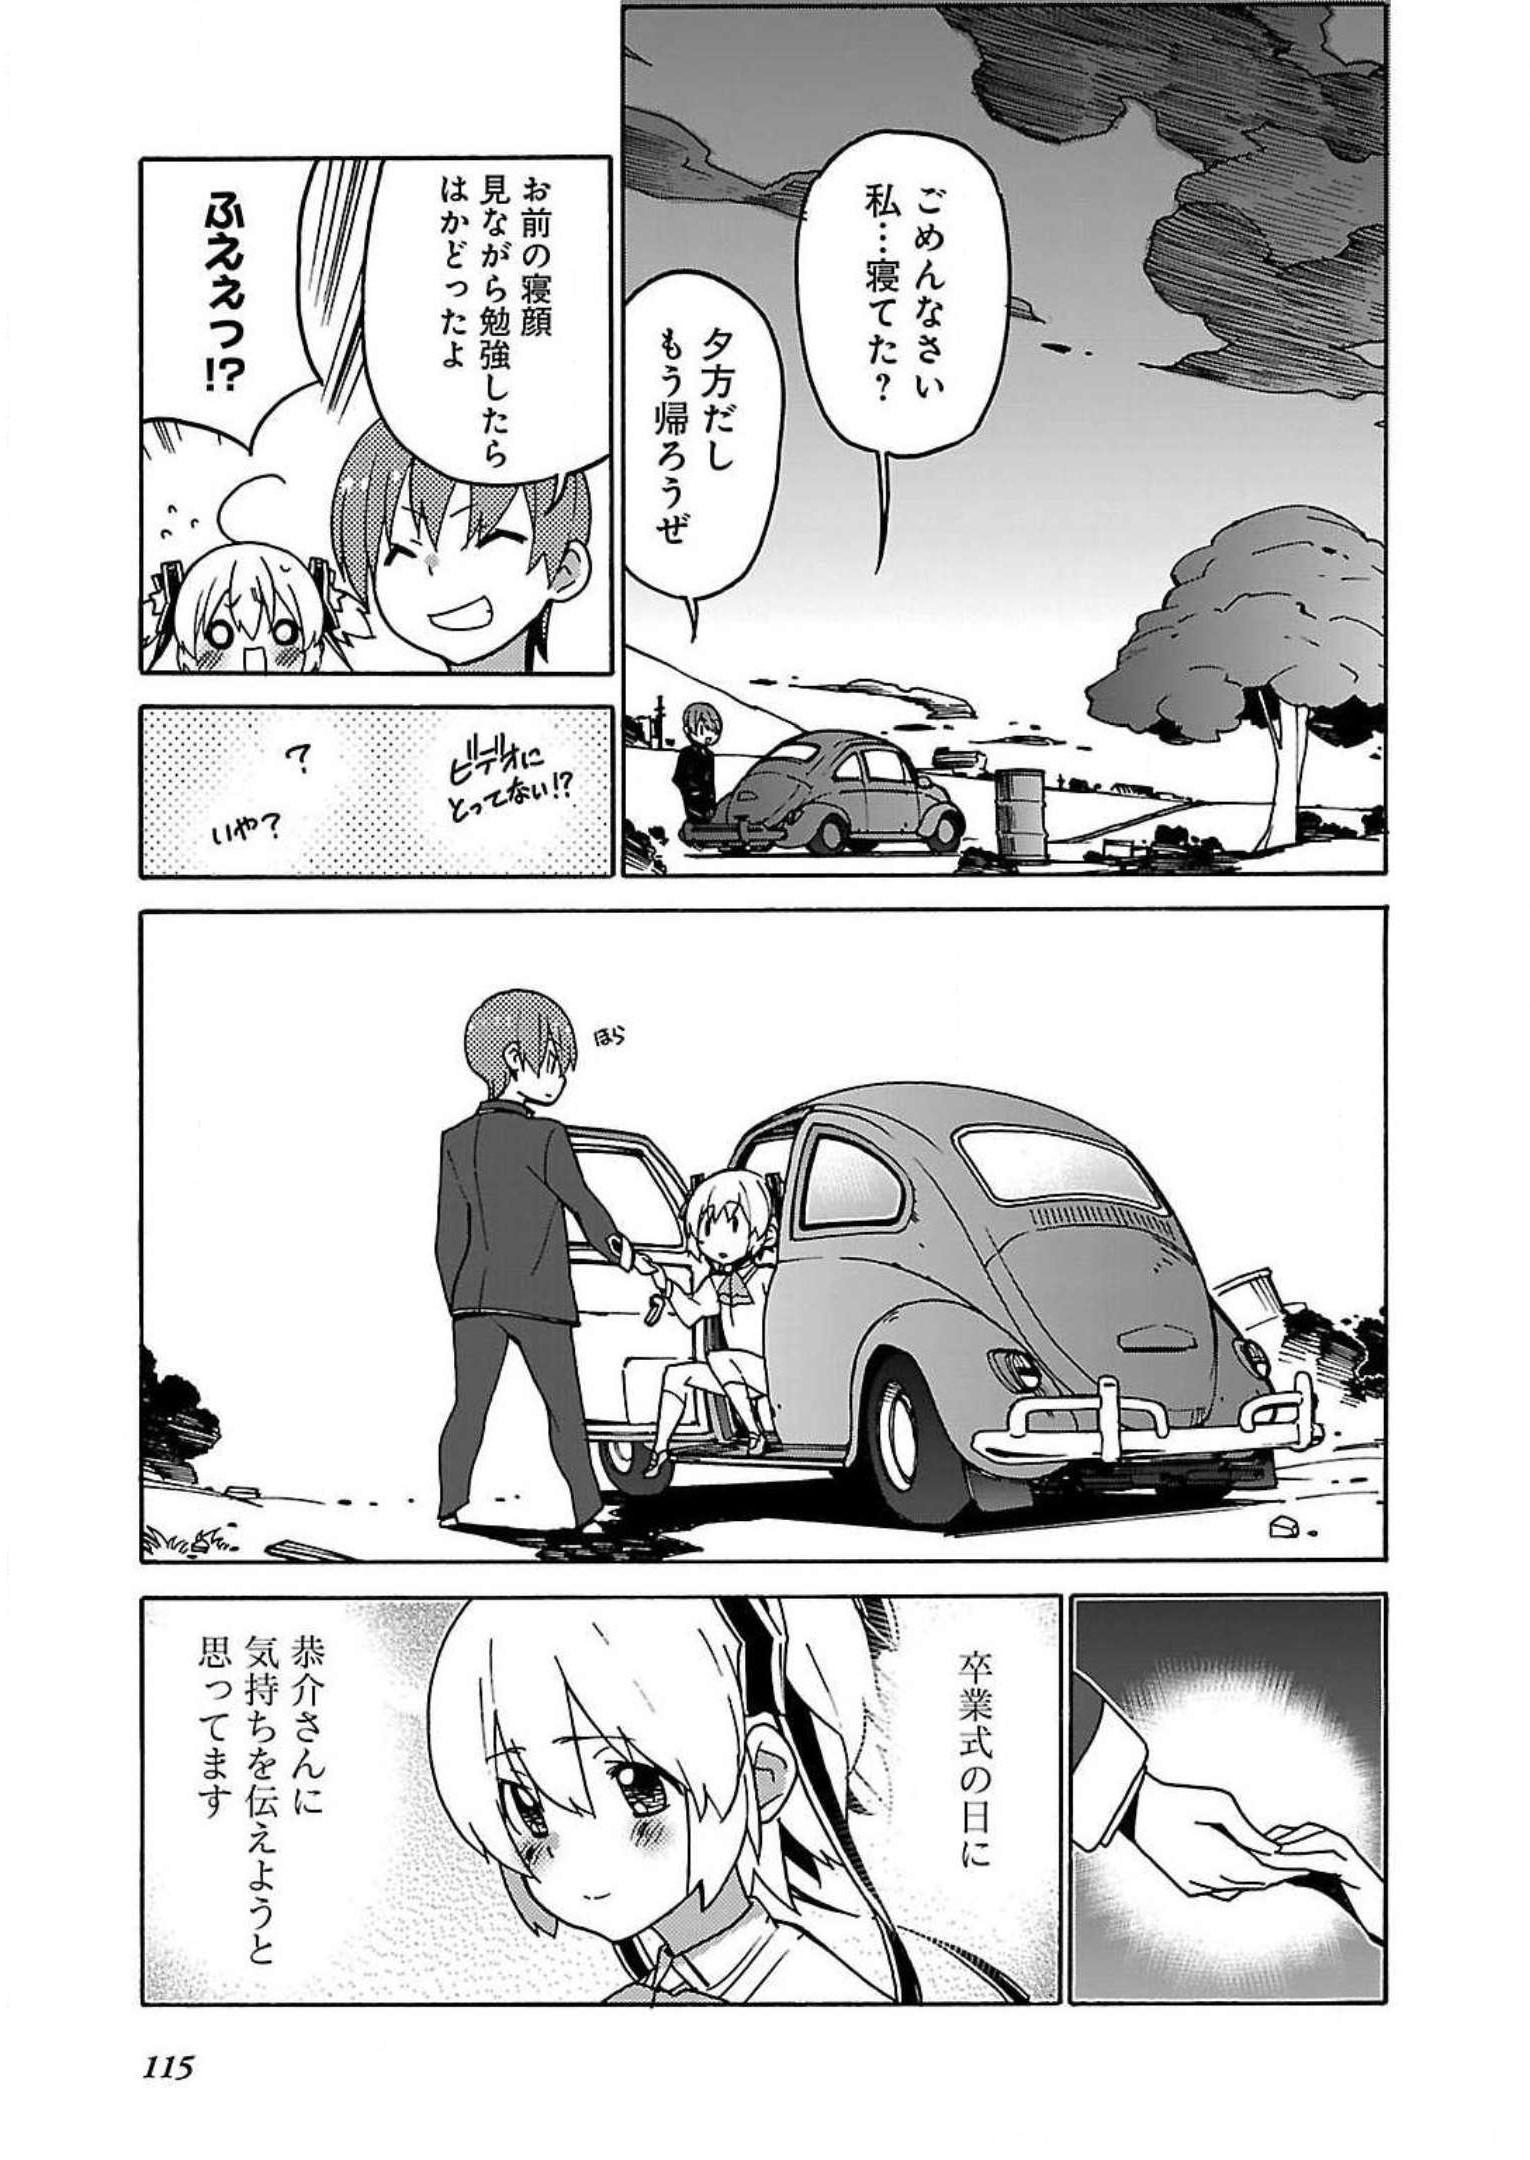 ごめんなさい
私…寝てた?
夕方だし
もう帰ろうぜ
お前の寝顔
見ながら勉強したら
はかどったよ
ふええっ!?
ビデオに
とってない!?
?
いや?
ほら
卒業式の日に
恭介さんに
気持ちを伝えようと
思ってます
115